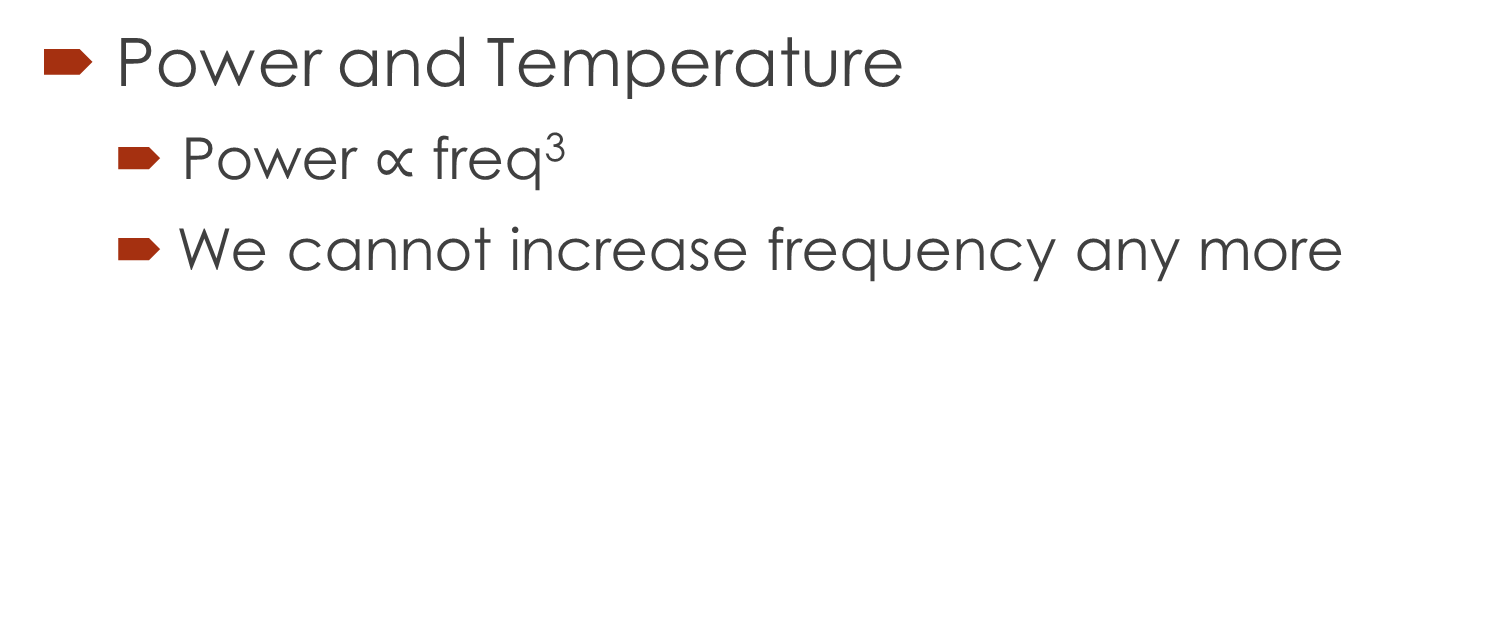 Power and Temperature
Power ∝ freq³
We cannot increase frequency any more